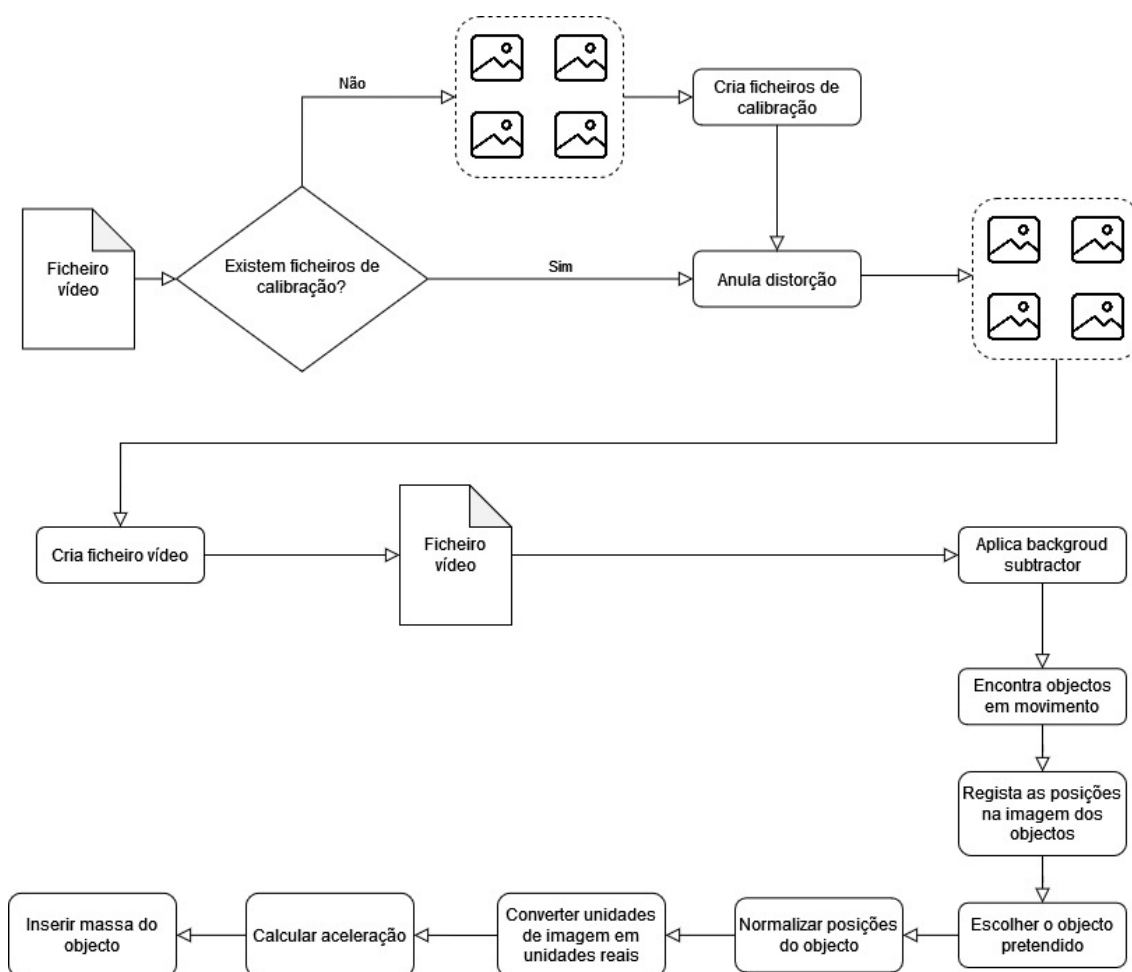 Não
Cria ficheiros de
calibração
Ficheiro
vídeo
Existem ficheiros de
calibração?
Sim
Anula distorção
Cria ficheiro vídeo
Ficheiro
vídeo
Aplica backgroud
subtractor
Encontra objectos
em movimento
Regista as posições
na imagem dos
objectos
Inserir massa do
objecto
Calcular aceleração
Converter unidades
de imagem em
unidades reais
Normalizar posições
do objecto
Escolher o objecto
pretendido